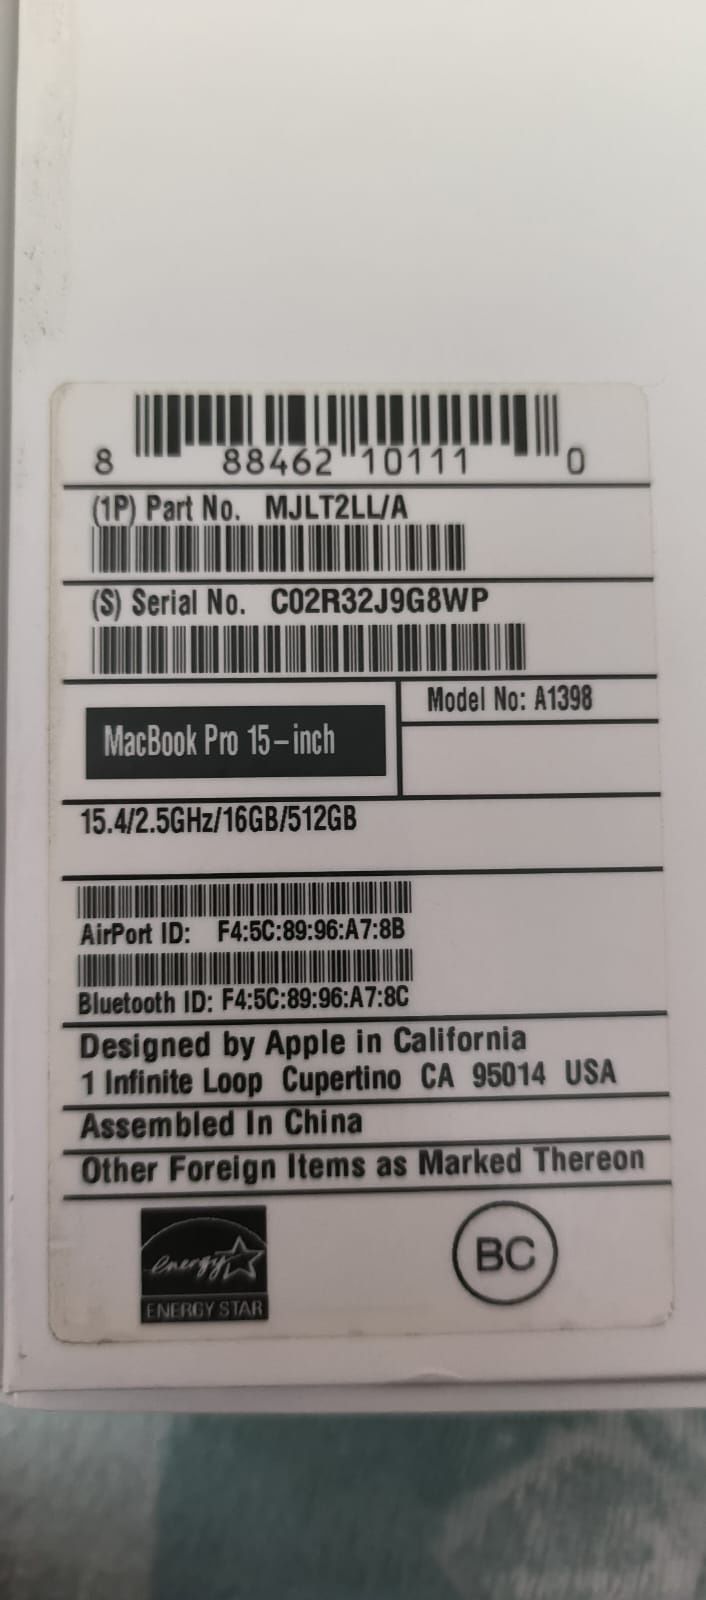 8 88462 10111 0
(1P) Part No. MJLT2LL/A
(S) Serial No. C02R32J9G8WP
MacBook Pro 15-inch
Model No: A1398
15.4/2.5GHz/16GB/512GB
AirPort ID: F4:5C:89:96:A7:8B
Bluetooth ID: F4:5C:89:96:A7:8C
Designed by Apple in California
1 Infinite Loop Cupertino CA 95014 USA
Assembled In China
Other Foreign Items as Marked Thereon
energy
ENERGY STAR
BC